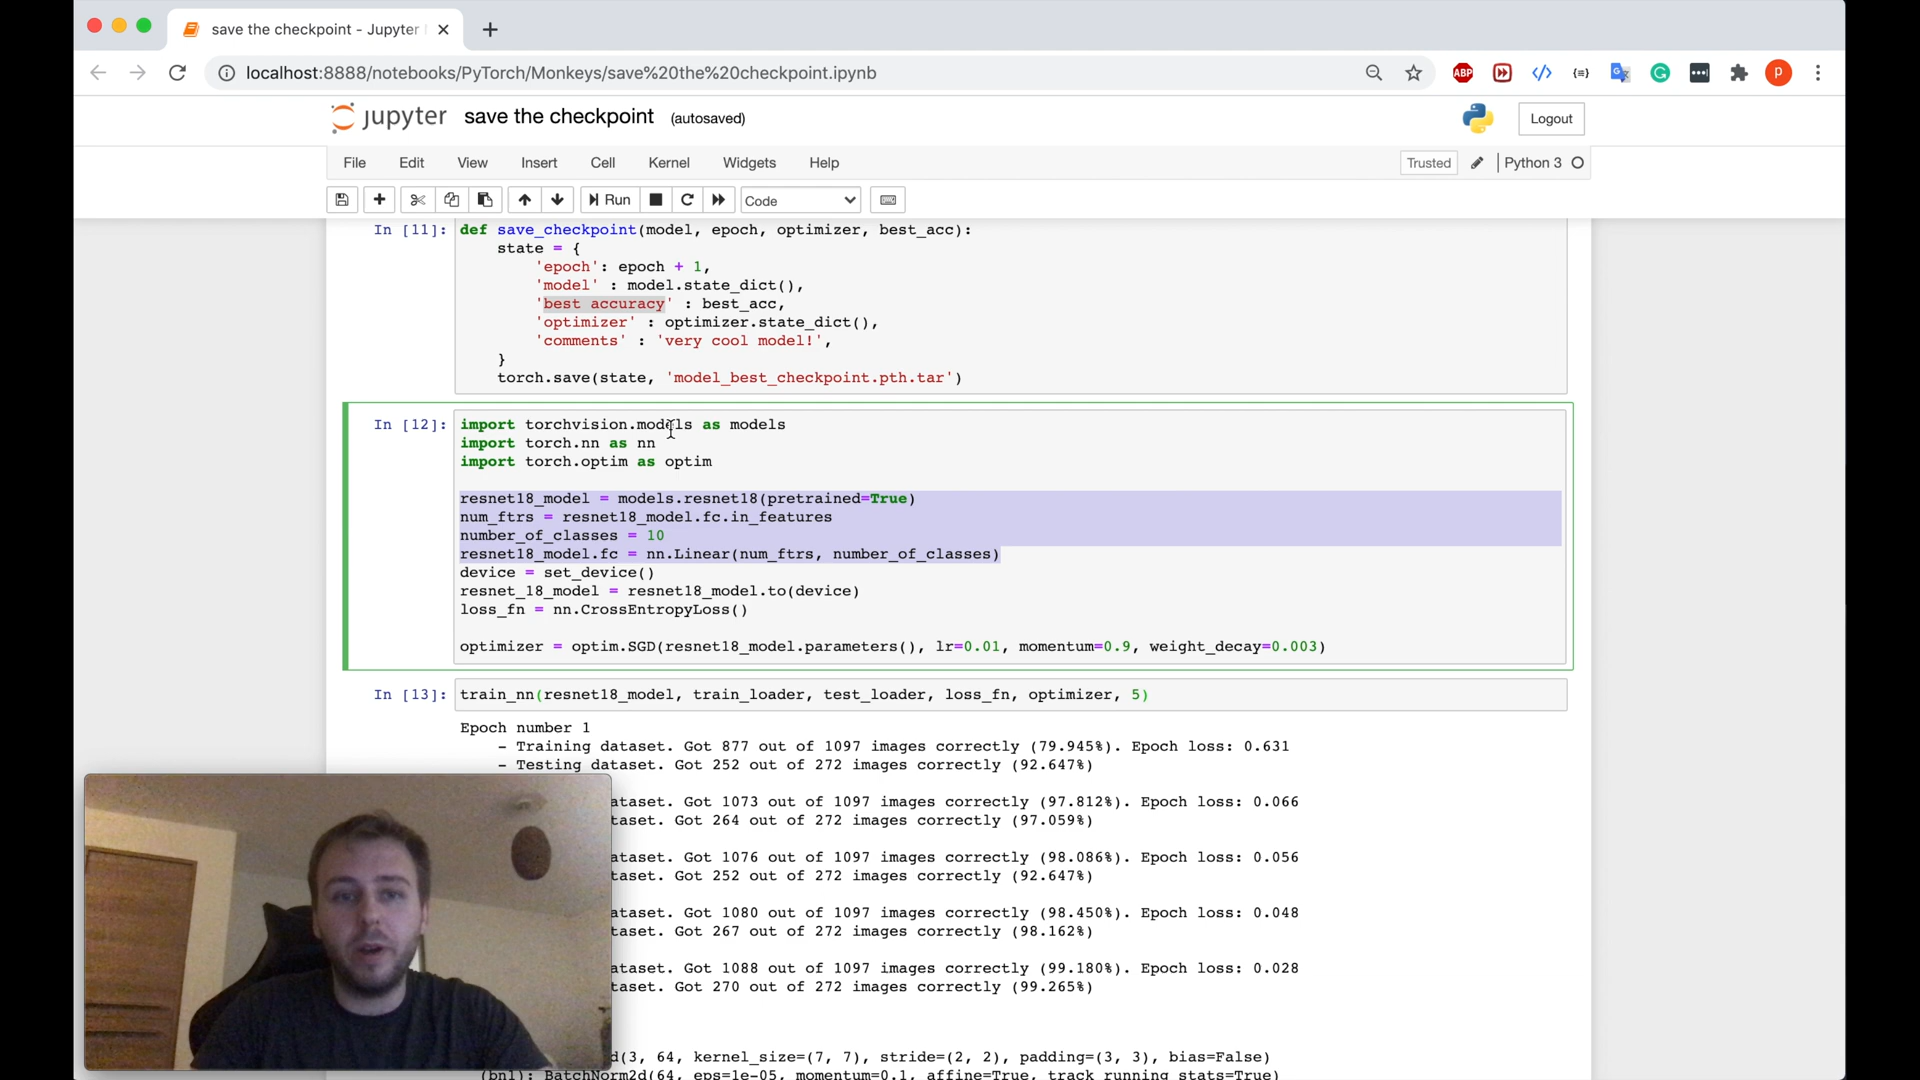 save the checkpoint - Jupyter
localhost:8888/notebooks/PyTorch/Monkeys/save%20the%20checkpoint.ipynb
ABP
P
jupyter save the checkpoint (autosaved)
Logout
File Edit View Insert Cell Kernel Widgets Help
Trusted Python 3
Run Code
In [11]: def save_checkpoint(model, epoch, optimizer, best_acc):
state = {
'epoch': epoch + 1,
'model' : model.state_dict(),
'best accuracy' : best_acc,
'optimizer' : optimizer.state_dict(),
'comments' : 'very cool model!',
}
torch.save(state, 'model_best_checkpoint.pth.tar')
In [12]: import torchvision.models as models
import torch.nn as nn
import torch.optim as optim
resnet18_model = models.resnet18(pretrained=True)
num_ftrs = resnet18_model.fc.in_features
number_of_classes = 10
resnet18_model.fc = nn.Linear(num_ftrs, number_of_classes)
device = set_device()
resnet_18_model = resnet18_model.to(device)
loss_fn = nn.CrossEntropyLoss()
optimizer = optim.SGD(resnet18_model.parameters(), lr=0.01, momentum=0.9, weight_decay=0.003)
In [13]: train_nn(resnet18_model, train_loader, test_loader, loss_fn, optimizer, 5)
Epoch number 1
- Training dataset. Got 877 out of 1097 images correctly (79.945%). Epoch loss: 0.631
- Testing dataset. Got 252 out of 272 images correctly (92.647%)
ataset. Got 1073 out of 1097 images correctly (97.812%). Epoch loss: 0.066
taset. Got 264 out of 272 images correctly (97.059%)
ataset. Got 1076 out of 1097 images correctly (98.086%). Epoch loss: 0.056
taset. Got 252 out of 272 images correctly (92.647%)
ataset. Got 1080 out of 1097 images correctly (98.450%). Epoch loss: 0.048
taset. Got 267 out of 272 images correctly (98.162%)
ataset. Got 1088 out of 1097 images correctly (99.180%). Epoch loss: 0.028
taset. Got 270 out of 272 images correctly (99.265%)
d(3, 64, kernel_size=(7, 7), stride=(2, 2), padding=(3, 3), bias=False)
(bn1): BatchNorm2d(64, eps=1e-05, momentum=0.1, affine=True, track_running_stats=True)